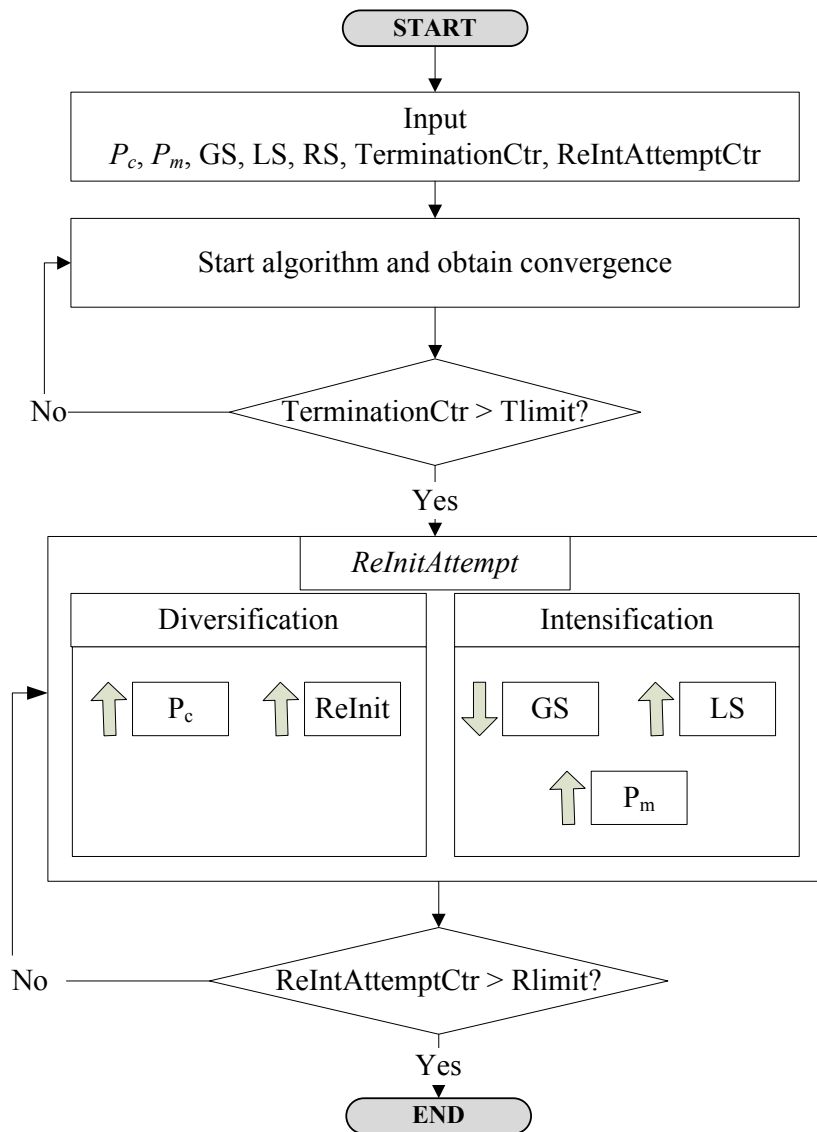 START
Input
Pc, Pm, GS, LS, RS, TerminationCtr, ReIntAttemptCtr
Start algorithm and obtain convergence
TerminationCtr > Tlimit?
No
Yes
ReInitAttempt
Diversification
Intensification
Pc
ReInit
GS
LS
Pm
ReIntAttemptCtr > Rlimit?
No
Yes
END